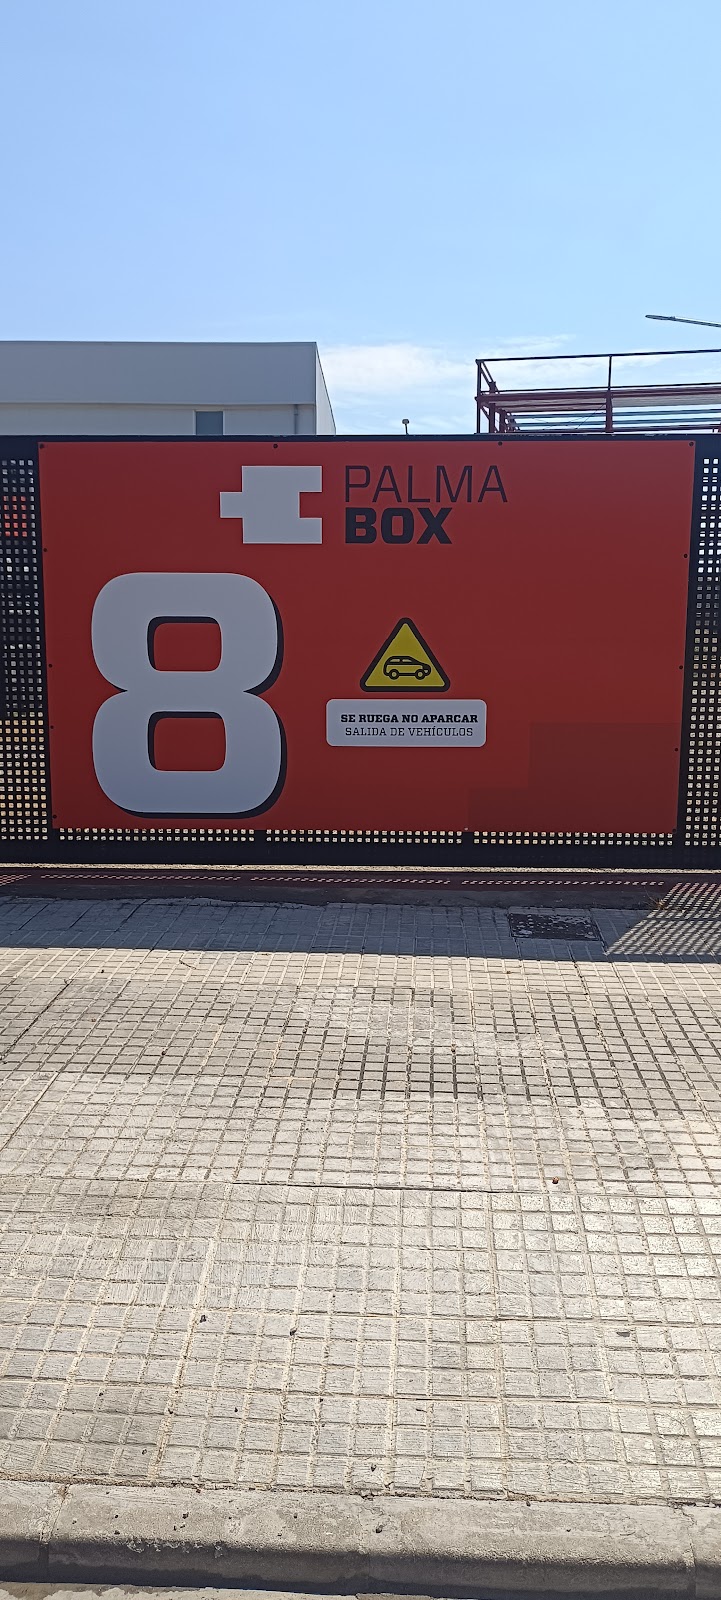 PALMA
BOX
8
SE RUEGA NO APARCAR
SALIDA DE VEHÍCULOS